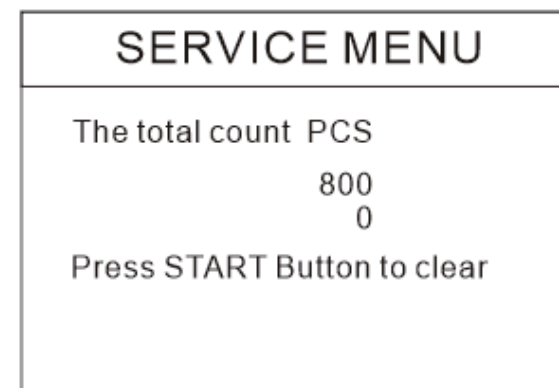 SERVICE MENU
The total count PCS
800
0
Press START Button to clear